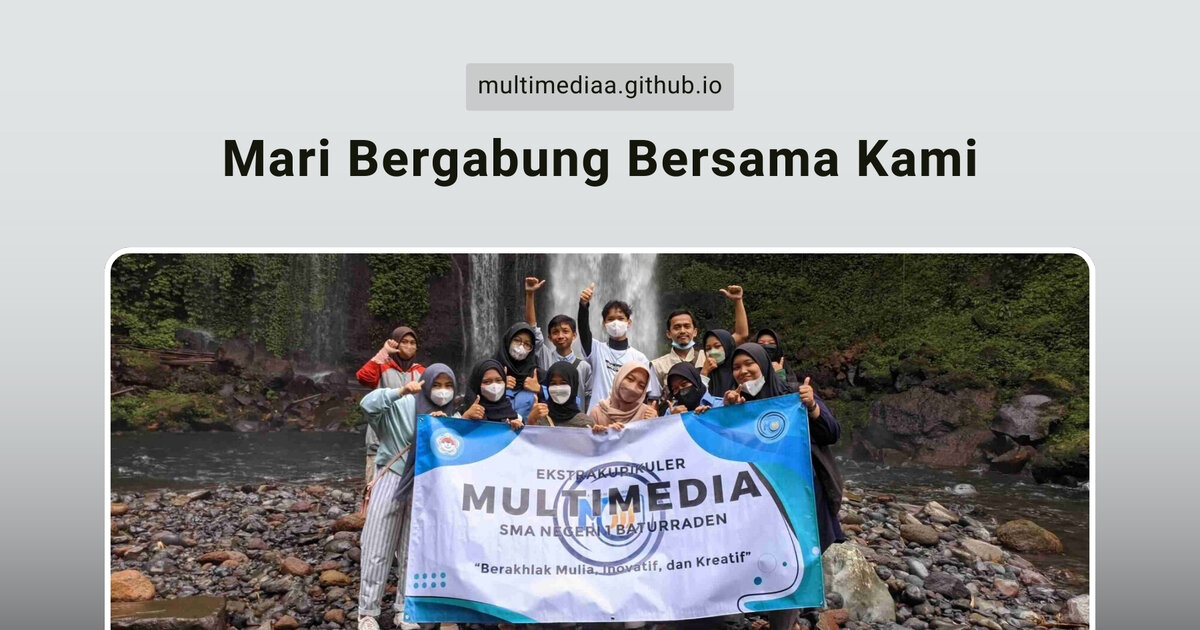 multimediaa.github.io
Mari Bergabung Bersama Kami
EKSTRAKURIKULER
MULTIMEDIA
SMA NEGERI 1 BATURRADEN
“Berakhlak Mulia, Inovatif, dan Kreatif”